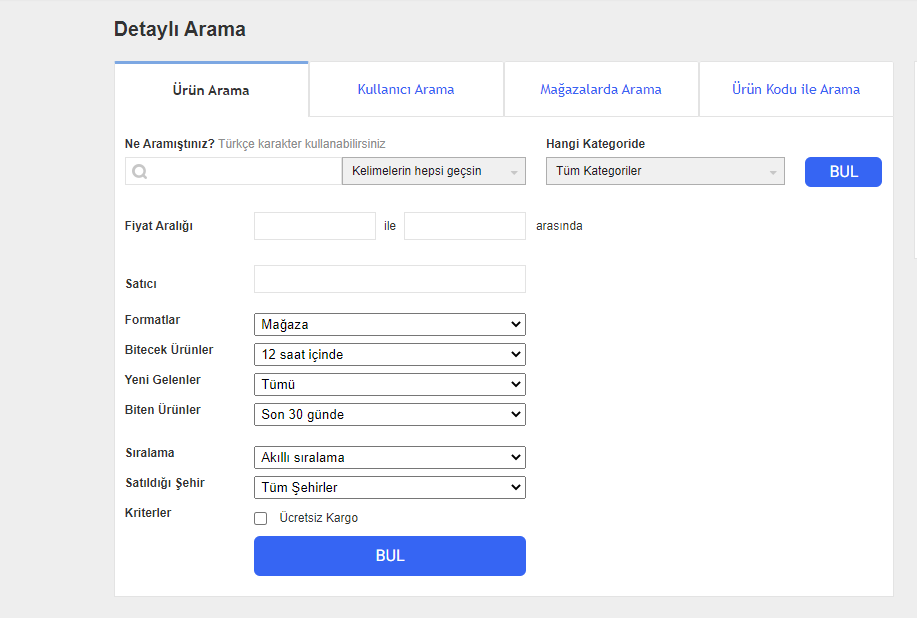 Detaylı Arama
Ürün Arama
Kullanıcı Arama
Mağazalarda Arama
Ürün Kodu ile Arama
Ne Aramıştınız? Türkçe karakter kullanabilirsiniz
Hangi Kategoride
Kelimelerin hepsi geçsin
Tüm Kategoriler
BUL
Fiyat Aralığı
ile
arasında
Satıcı
Formatlar
Mağaza
Bitecek Ürünler
12 saat içinde
Yeni Gelenler
Tümü
Biten Ürünler
Son 30 günde
Sıralama
Akıllı sıralama
Satıldığı Şehir
Tüm Şehirler
Kriterler
Ücretsiz Kargo
BUL